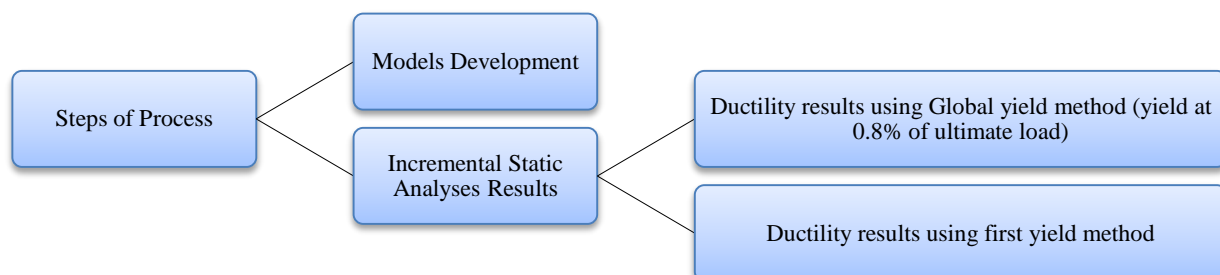 Steps of Process
Models Development
Incremental Static
Analyses Results
Ductility results using Global yield method (yield at
0.8% of ultimate load)
Ductility results using first yield method